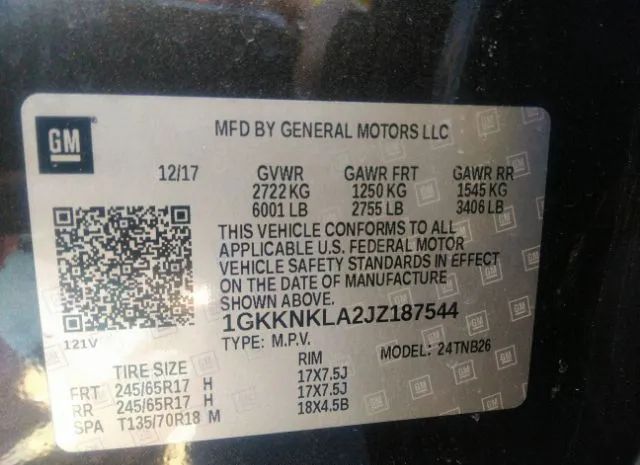 GM
MFD BY GENERAL MOTORS LLC
12/17 GVWR GAWR FRT GAWR RR
2722 KG 1250 KG 1545 KG
6001 LB 2755 LB 3406 LB
THIS VEHICLE CONFORMS TO ALL
APPLICABLE U.S. FEDERAL MOTOR
VEHICLE SAFETY STANDARDS IN EFFECT
ON THE DATE OF MANUFACTURE
SHOWN ABOVE.
1GKKNKLA2JZ187544
121V TYPE: M.P.V. MODEL: 24TNB26
TIRE SIZE RIM
FRT 245/65R17 H 17X7.5J
RR 245/65R17 H 17X7.5J
SPA T135/70R18 M 18X4.5B